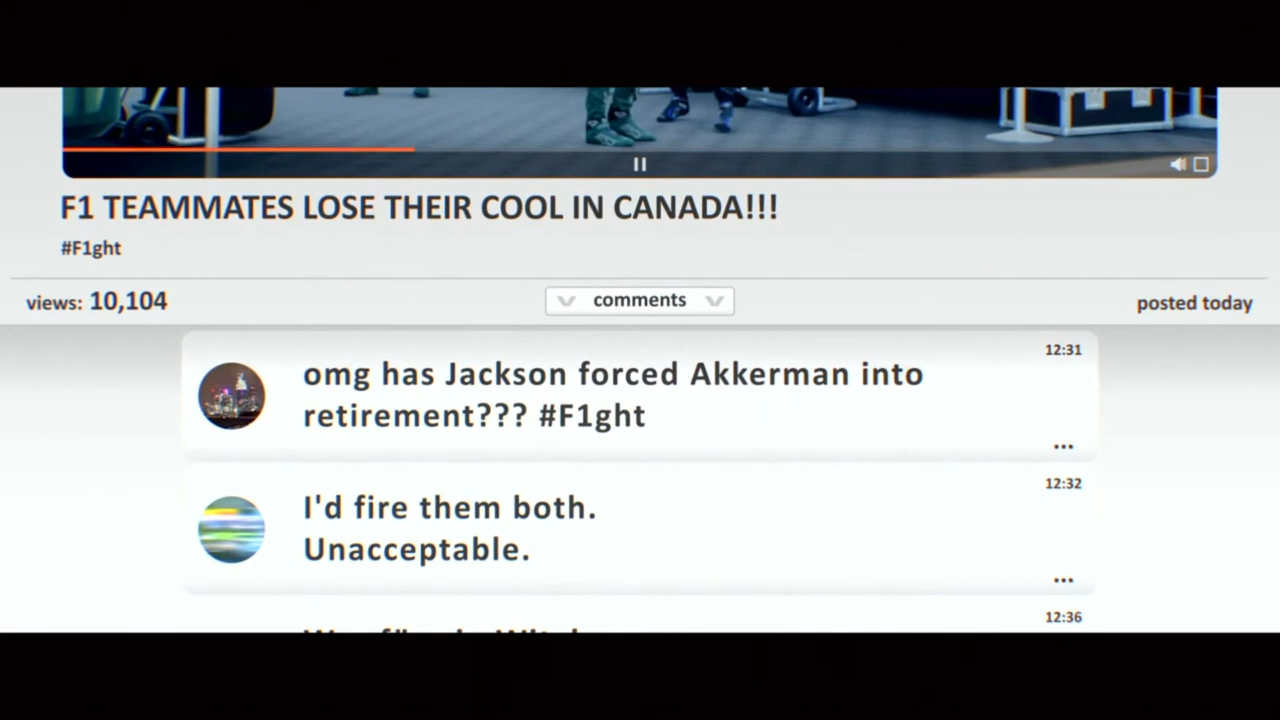 F1 TEAMMATES LOSE THEIR COOL IN CANADA!!!
#F1ght
views: 10,104
comments
posted today
12:31
omg has Jackson forced Akkerman into
retirement??? #F1ght
...
12:32
I'd fire them both.
Unacceptable.
...
12:36